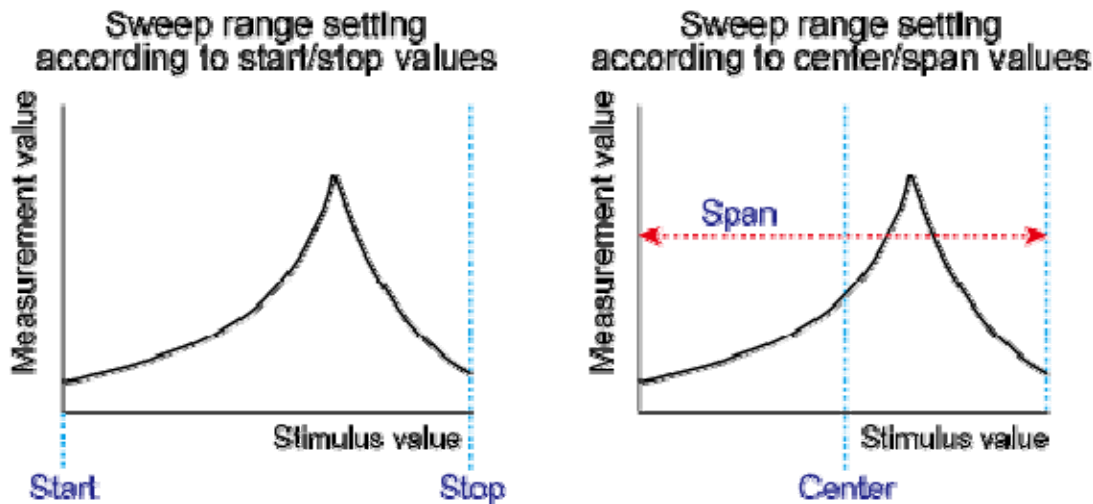 Sweep range setting
according to start/stop values
Measurement value
Stimulus value
Start
Stop
Sweep range setting
according to center/span values
Measurement value
Span
Stimulus value
Center